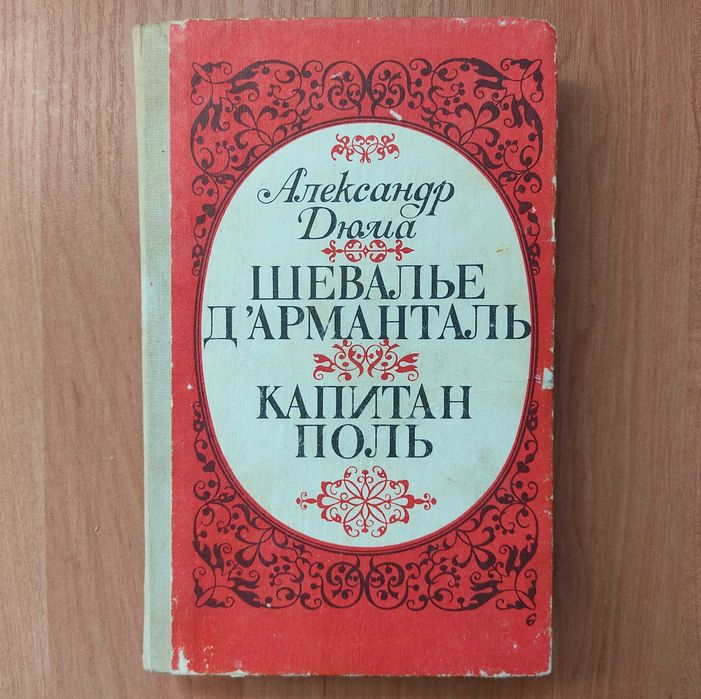 Александр
Дюма
ШЕВАЛЬЕ
Д'АРМАНТАЛЬ
КАПИТАН
ПОЛЬ